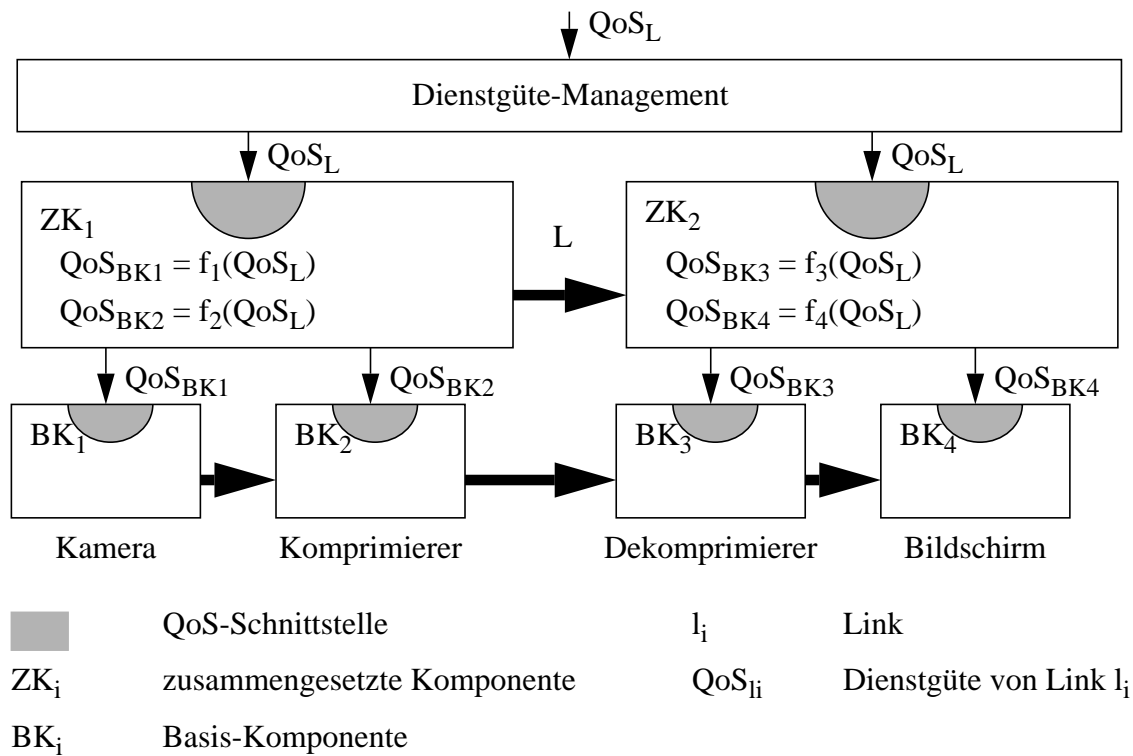 QoS_L
Dienstgüte-Management
QoS_L QoS_L
ZK_1 ZK_2
L
QoS_BK1 = f_1(QoS_L) QoS_BK3 = f_3(QoS_L)
QoS_BK2 = f_2(QoS_L) QoS_BK4 = f_4(QoS_L)
QoS_BK1 QoS_BK2 QoS_BK3 QoS_BK4
BK_1 BK_2 BK_3 BK_4
Kamera Komprimierer Dekomprimierer Bildschirm
QoS-Schnittstelle l_i Link
ZK_i zusammengesetzte Komponente QoS_li Dienstgüte von Link l_i
BK_i Basis-Komponente